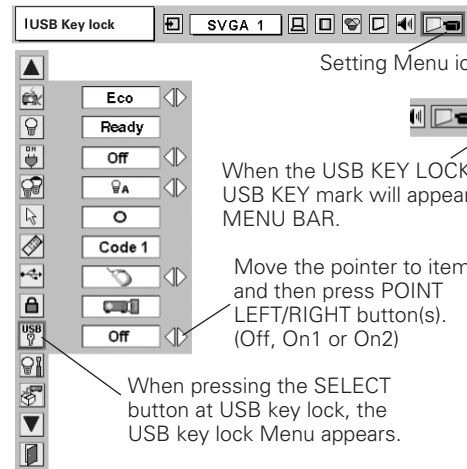 USB Key lock
SVGA 1
Setting Menu
Eco
Ready
ON
Off
A
Code 1
USB
Off
When the USB KEY LOCK
USB KEY mark will appear
MENU BAR.
Move the pointer to item
and then press POINT
LEFT/RIGHT button(s).
(Off, On1 or On2)
When pressing the SELECT
button at USB key lock, the
USB key lock Menu appears.